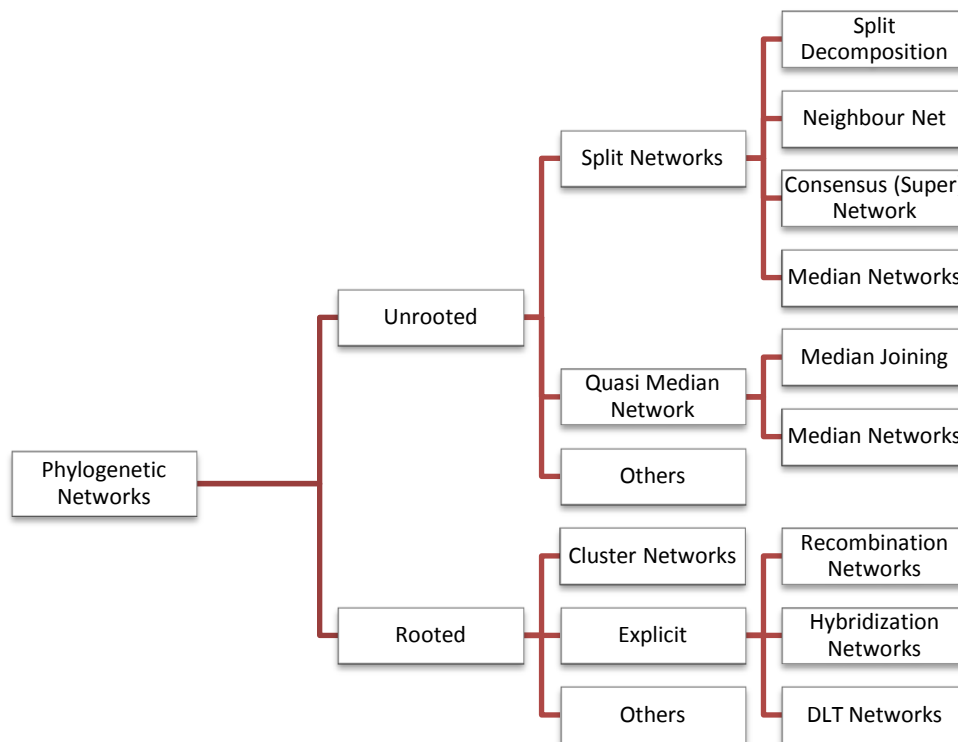 Split
Decomposition
Neighbour Net
Split Networks
Consensus (Super
Network
Median Networks
Unrooted
Median Joining
Quasi Median
Network
Median Networks
Phylogenetic
Networks
Others
Cluster Networks
Recombination
Networks
Rooted
Explicit
Hybridization
Networks
Others
DLT Networks